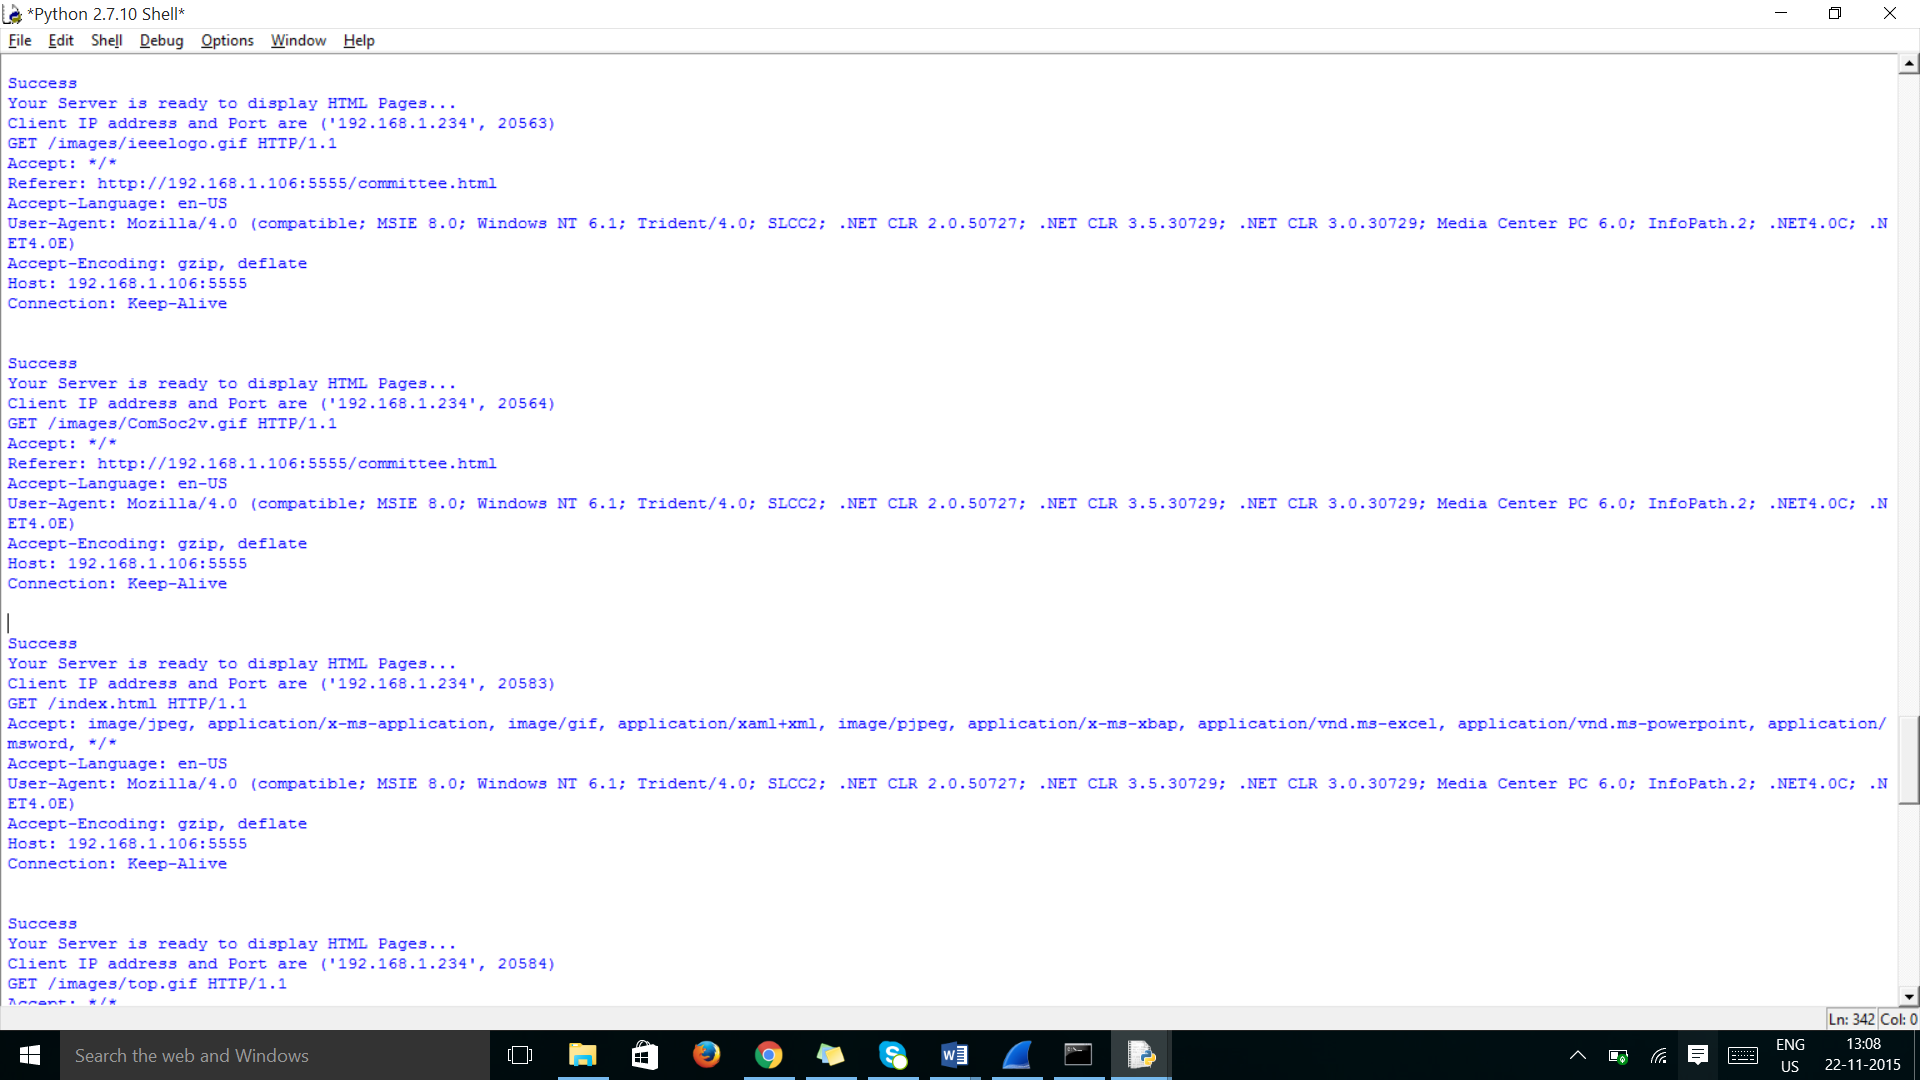 *Python 2.7.10 Shell*
File Edit Shell Debug Options Window Help
Success
Your Server is ready to display HTML Pages...
Client IP address and Port are ('192.168.1.234', 20563)
GET /images/ieeelogo.gif HTTP/1.1
Accept: */*
Referer: http://192.168.1.106:5555/committee.html
Accept-Language: en-US
User-Agent: Mozilla/4.0 (compatible; MSIE 8.0; Windows NT 6.1; Trident/4.0; SLCC2; .NET CLR 2.0.50727; .NET CLR 3.5.30729; .NET CLR 3.0.30729; Media Center PC 6.0; InfoPath.2; .NET4.0C; .N
ET4.0E)
Accept-Encoding: gzip, deflate
Host: 192.168.1.106:5555
Connection: Keep-Alive
Success
Your Server is ready to display HTML Pages...
Client IP address and Port are ('192.168.1.234', 20564)
GET /images/ComSoc2v.gif HTTP/1.1
Accept: */*
Referer: http://192.168.1.106:5555/committee.html
Accept-Language: en-US
User-Agent: Mozilla/4.0 (compatible; MSIE 8.0; Windows NT 6.1; Trident/4.0; SLCC2; .NET CLR 2.0.50727; .NET CLR 3.5.30729; .NET CLR 3.0.30729; Media Center PC 6.0; InfoPath.2; .NET4.0C; .N
ET4.0E)
Accept-Encoding: gzip, deflate
Host: 192.168.1.106:5555
Connection: Keep-Alive
Success
Your Server is ready to display HTML Pages...
Client IP address and Port are ('192.168.1.234', 20583)
GET /index.html HTTP/1.1
Accept: image/jpeg, application/x-ms-application, image/gif, application/xaml+xml, image/pjpeg, application/x-ms-xbap, application/vnd.ms-excel, application/vnd.ms-powerpoint, application/
msword, */*
Accept-Language: en-US
User-Agent: Mozilla/4.0 (compatible; MSIE 8.0; Windows NT 6.1; Trident/4.0; SLCC2; .NET CLR 2.0.50727; .NET CLR 3.5.30729; .NET CLR 3.0.30729; Media Center PC 6.0; InfoPath.2; .NET4.0C; .N
ET4.0E)
Accept-Encoding: gzip, deflate
Host: 192.168.1.106:5555
Connection: Keep-Alive
Success
Your Server is ready to display HTML Pages...
Client IP address and Port are ('192.168.1.234', 20584)
GET /images/top.gif HTTP/1.1
Accept: */*
Ln: 342 Col: 0
Search the web and Windows
ENG
US
13:08
22-11-2015